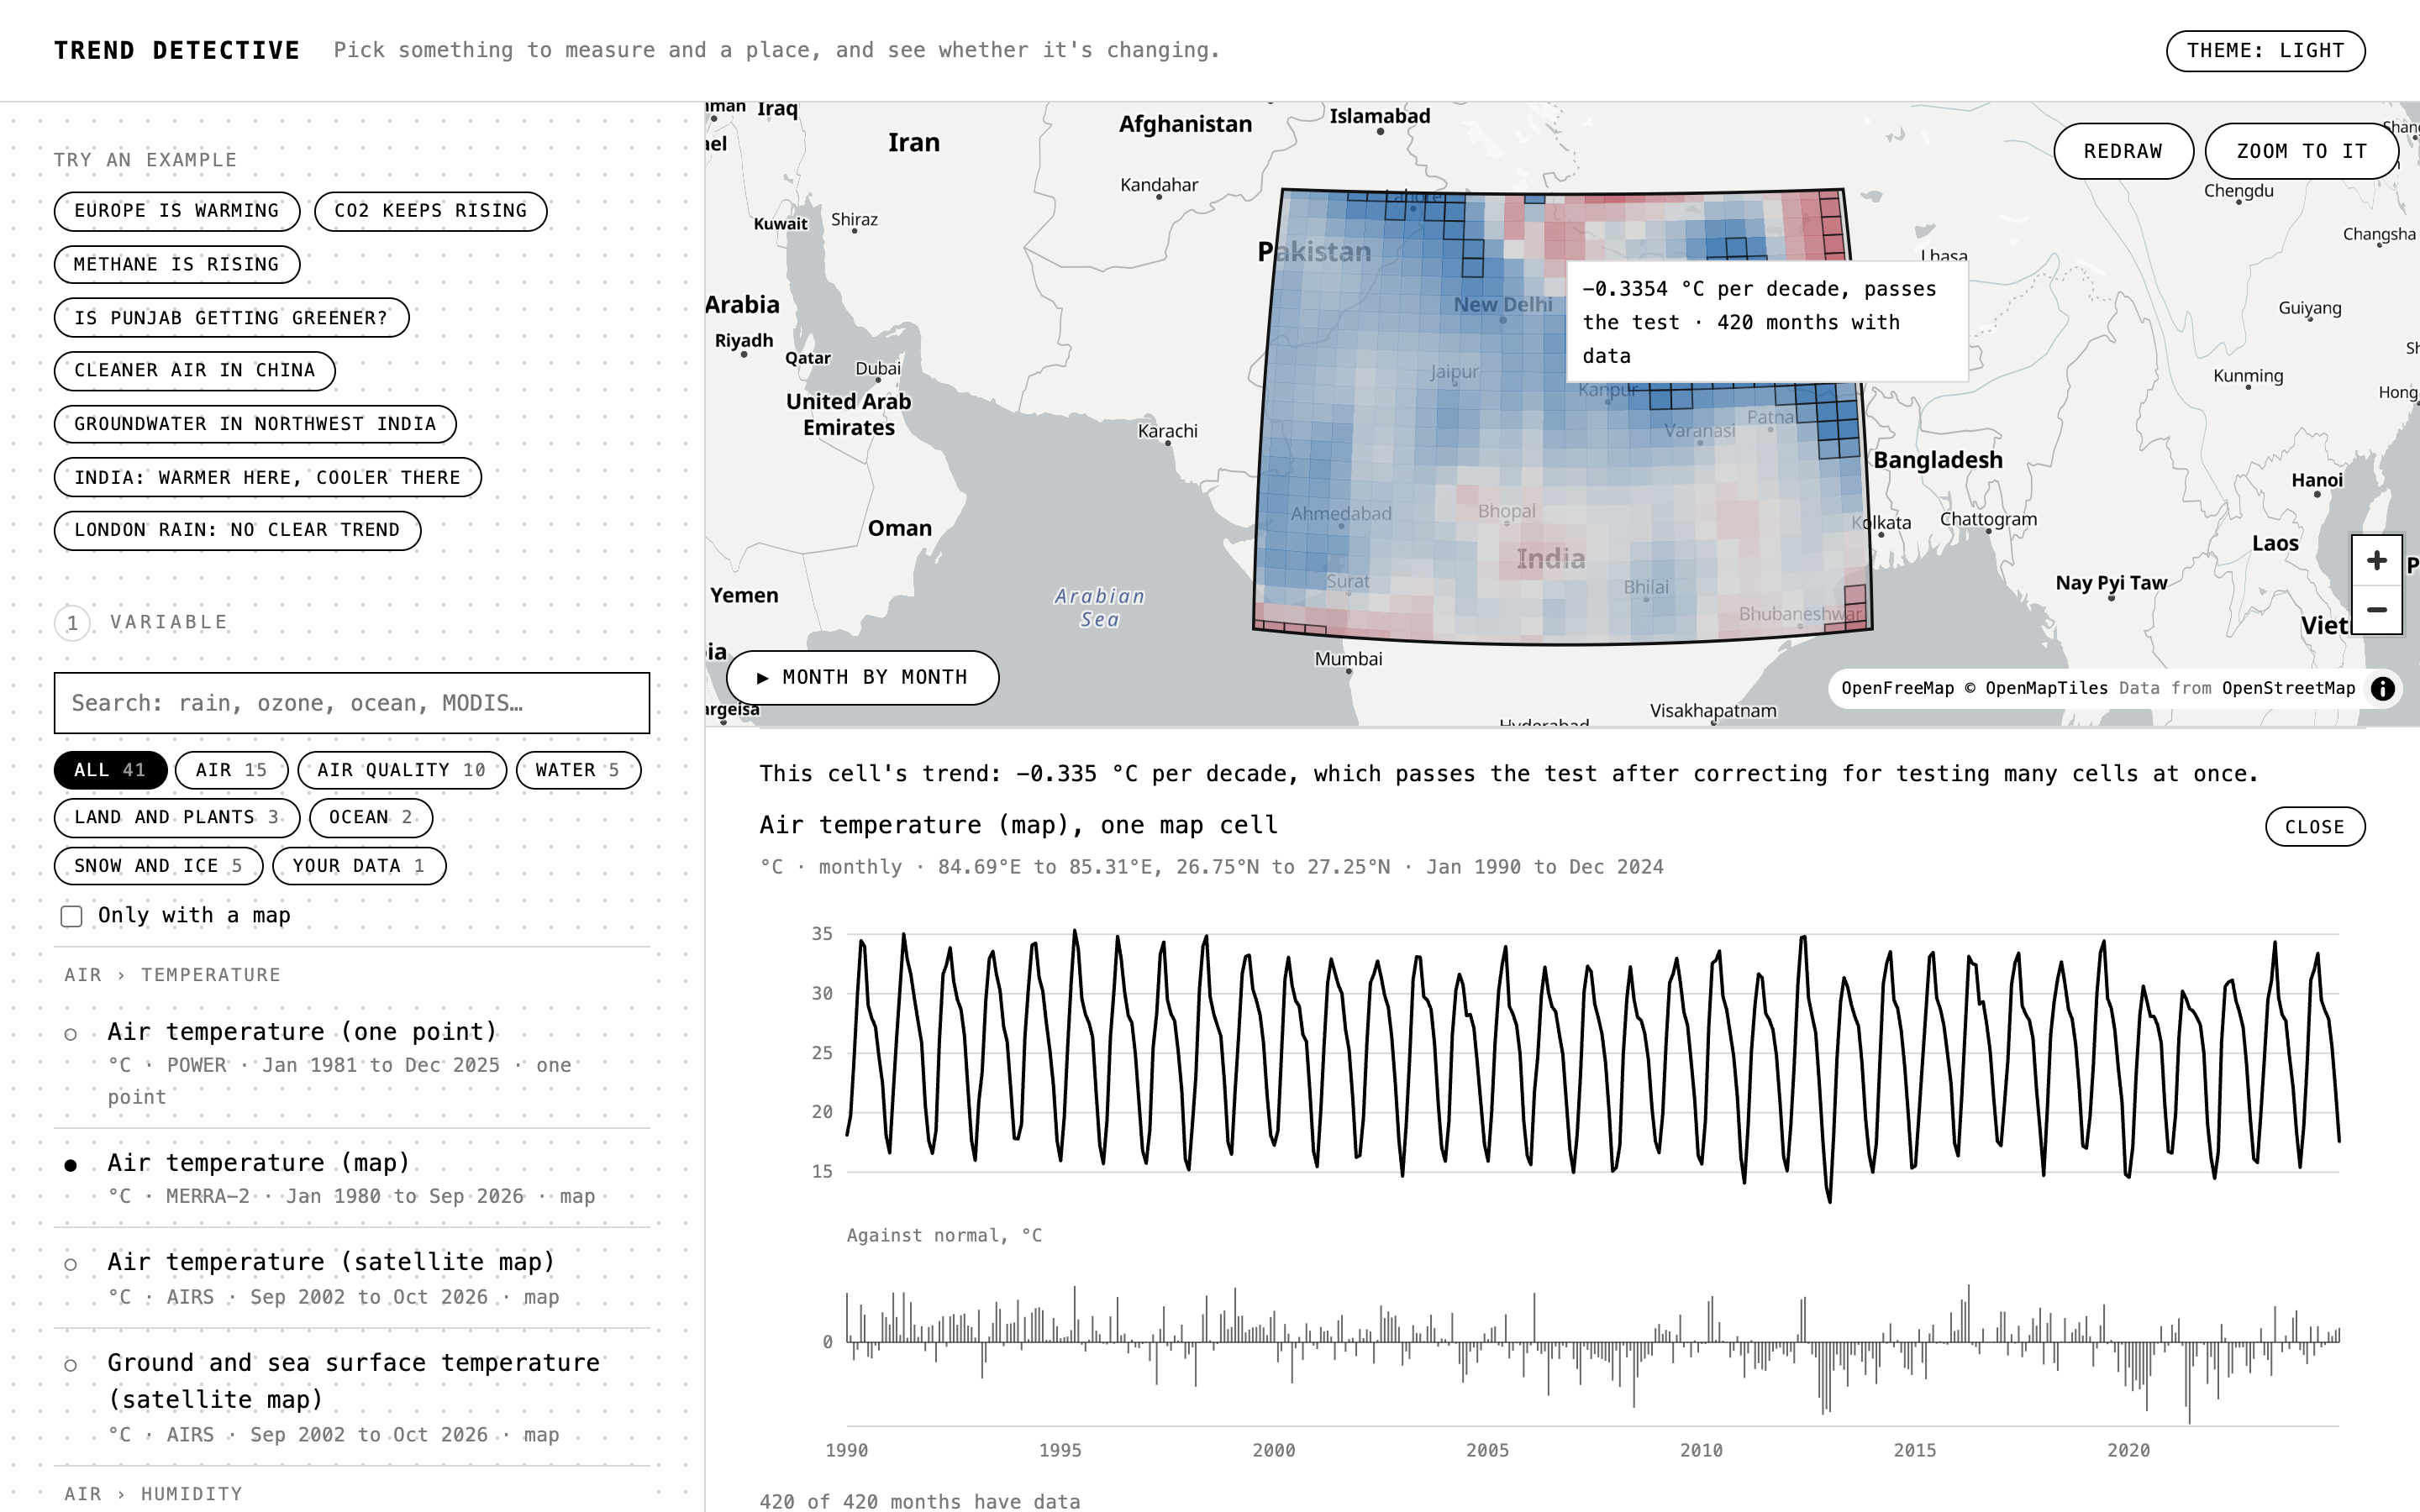 TREND DETECTIVE
Pick something to measure and a place, and see whether it's changing.
THEME: LIGHT
TRY AN EXAMPLE
EUROPE IS WARMING
CO2 KEEPS RISING
METHANE IS RISING
IS PUNJAB GETTING GREENER?
CLEANER AIR IN CHINA
GROUNDWATER IN NORTHWEST INDIA
INDIA: WARMER HERE, COOLER THERE
LONDON RAIN: NO CLEAR TREND
1 VARIABLE
Search: rain, ozone, ocean, MODIS…
ALL 41
AIR 15
AIR QUALITY 10
WATER 5
LAND AND PLANTS 3
OCEAN 2
SNOW AND ICE 5
YOUR DATA 1
Only with a map
AIR › TEMPERATURE
Air temperature (one point)
°C · POWER · Jan 1981 to Dec 2025 · one
point
Air temperature (map)
°C · MERRA-2 · Jan 1980 to Sep 2026 · map
Air temperature (satellite map)
°C · AIRS · Sep 2002 to Oct 2026 · map
Ground and sea surface temperature
(satellite map)
°C · AIRS · Sep 2002 to Oct 2026 · map
AIR › HUMIDITY
Iraq
Iran
Afghanistan
Islamabad
Kandahar
Kuwait
Shiraz
Lahore
Pakistan
New Delhi
Arabia
Riyadh
Qatar
Dubai
United Arab
Emirates
Karachi
Jaipur
Kanpur
Patna
Varanasi
Oman
Ahmedabad
Bhopal
India
Surat
Bhilai
Bhubaneshwar
Yemen
Arabian
Sea
Mumbai
Hyderabad
Visakhapatnam
Kolkata
Chattogram
Bangladesh
Lhasa
Chengdu
Changsha
Guiyang
Kunming
Hanoi
Laos
Nay Pyi Taw
REDRAW
ZOOM TO IT
−0.3354 °C per decade, passes
the test · 420 months with
data
+
−
▶ MONTH BY MONTH
OpenFreeMap © OpenMapTiles Data from OpenStreetMap
This cell's trend: −0.335 °C per decade, which passes the test after correcting for testing many cells at once.
Air temperature (map), one map cell
CLOSE
°C · monthly · 84.69°E to 85.31°E, 26.75°N to 27.25°N · Jan 1990 to Dec 2024
35
30
25
20
15
Against normal, °C
0
1990 1995 2000 2005 2010 2015 2020
420 of 420 months have data